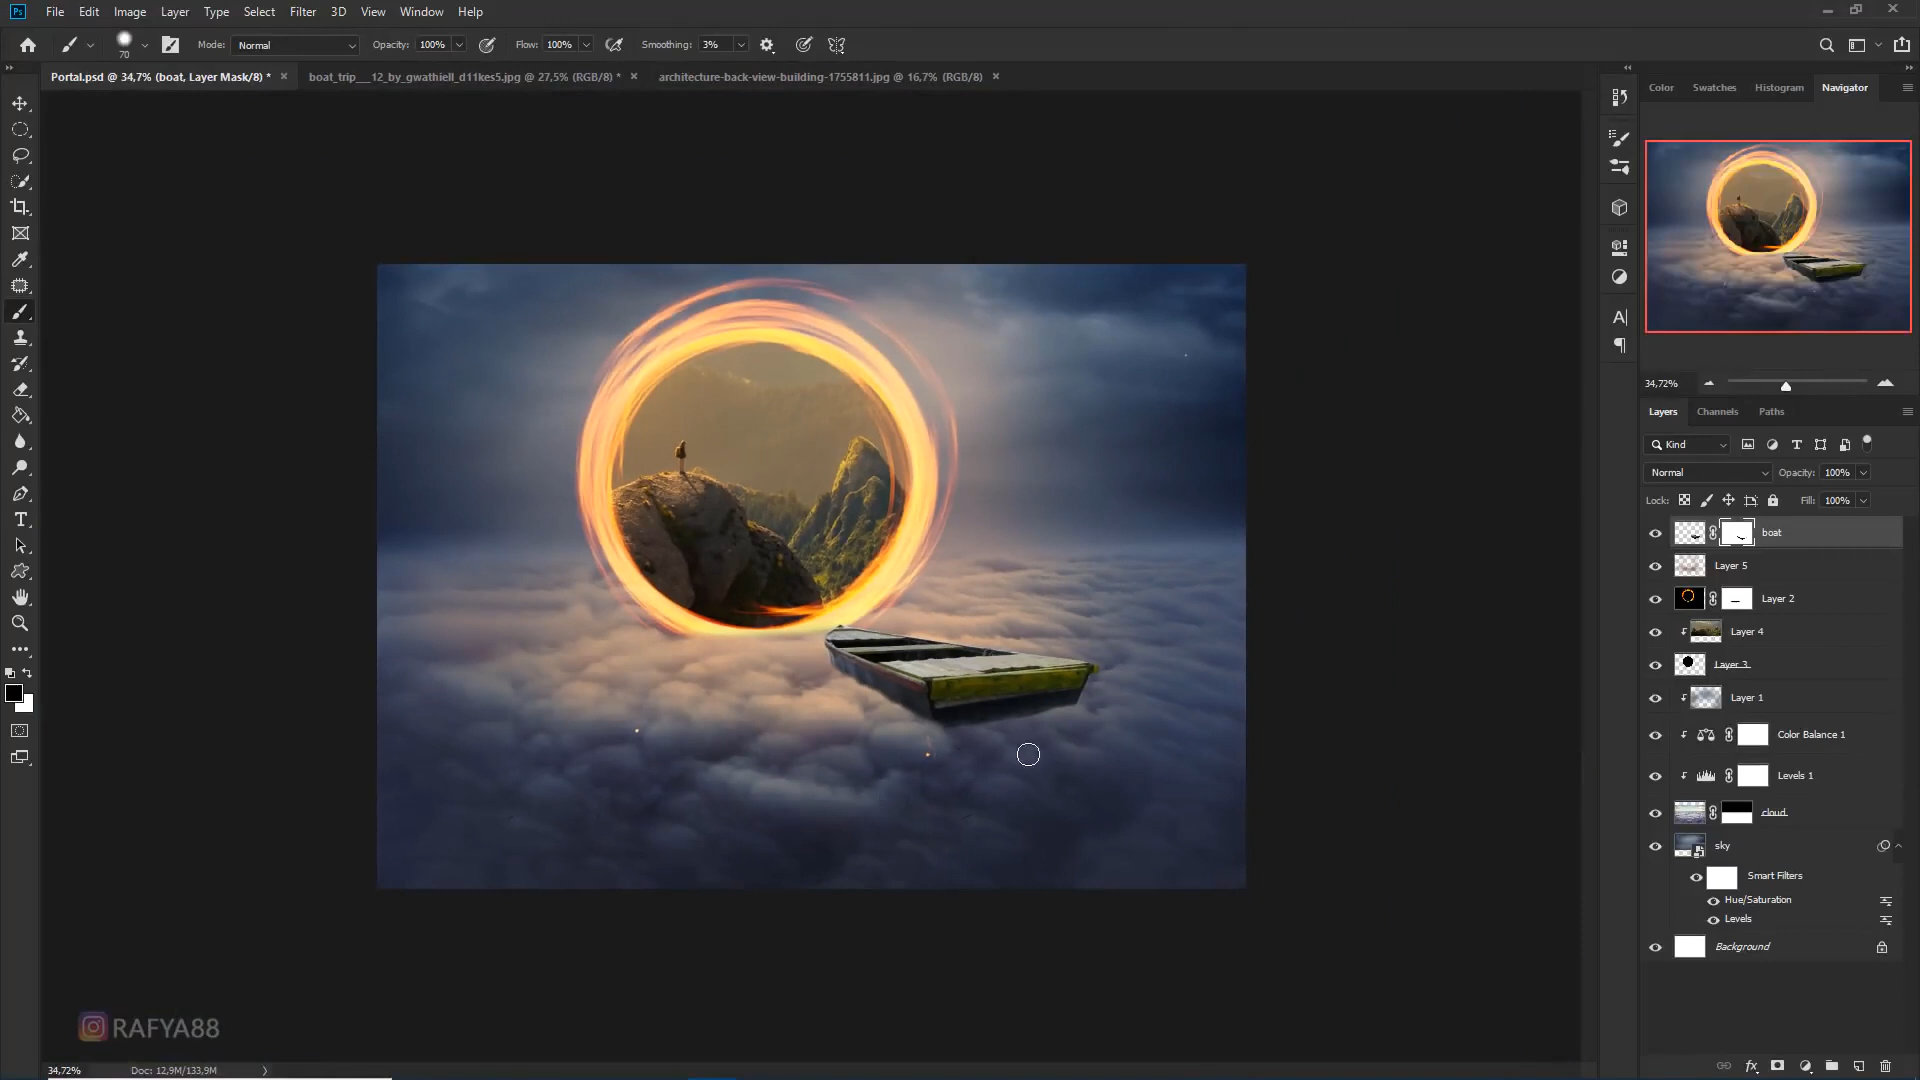 Ps File Edit Image Layer Type Select Filter 3D View Window Help
70 Mode: Normal Opacity: 100% Flow: 100% Smoothing: 3%
Portal.psd @ 34,7% (boat, Layer Mask/8) * × boat_trip___12_by_gwathiell_d11kes5.jpg @ 27,5% (RGB/8) * × architecture-back-view-building-1755811.jpg @ 16,7% (RGB/8) ×
Color Swatches Histogram Navigator
34,72%
Layers Channels Paths
Kind
Normal Opacity: 100%
Lock: Fill: 100%
boat
Layer 5
Layer 2
Layer 4
Layer 3
Layer 1
Color Balance 1
Levels 1
cloud
sky
Smart Filters
Hue/Saturation
Levels
Background
RAFYA88
34,72% Doc: 12,9M/133,9M